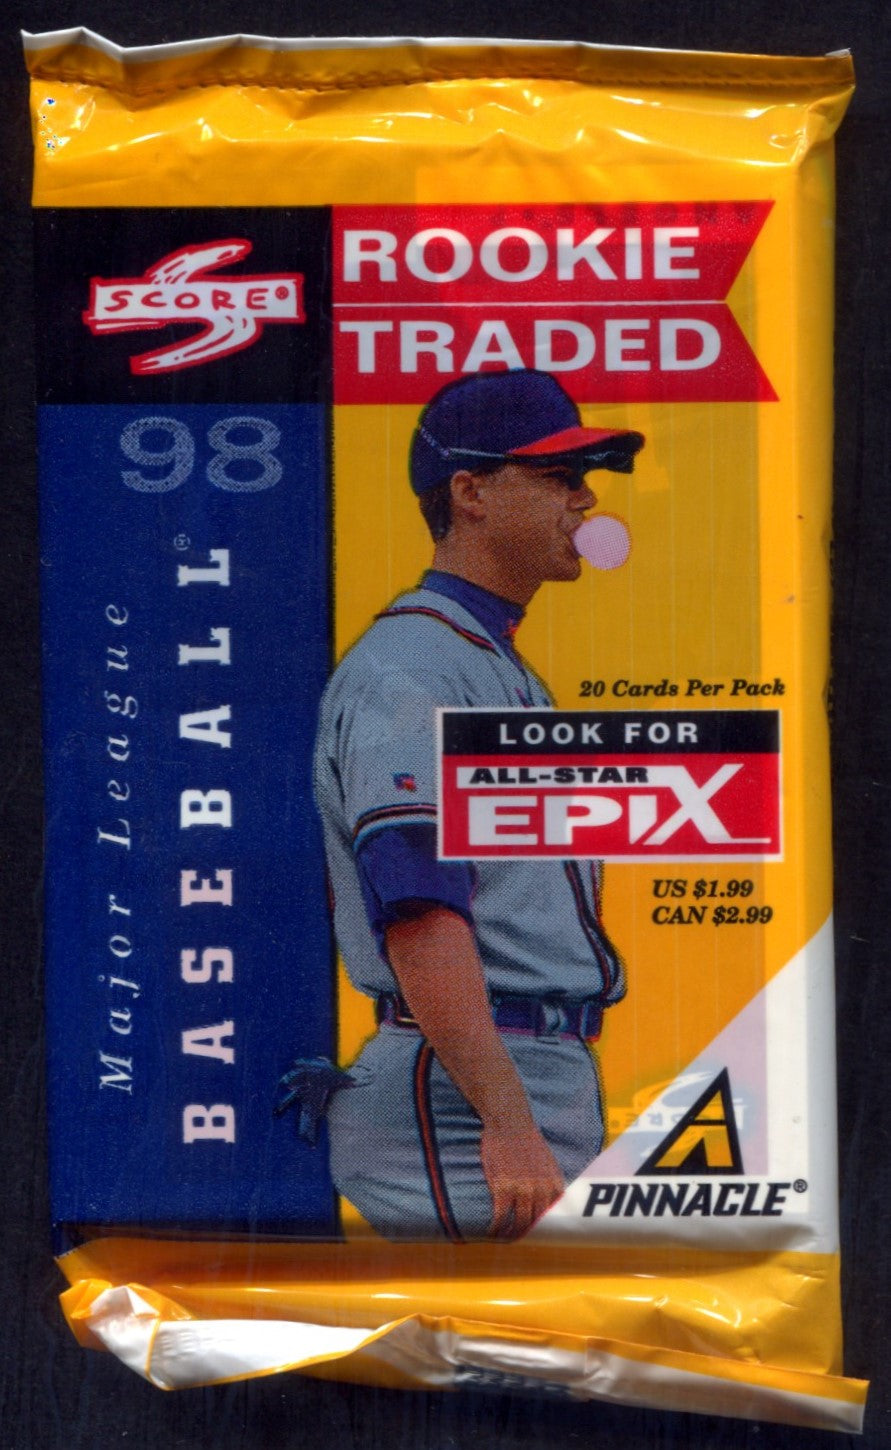 SCORE®
ROOKIE
TRADED
98
Major League
BASEBALL®
20 Cards Per Pack
LOOK FOR
ALL-STAR
EPIX
US $1.99
CAN $2.99
PINNACLE®